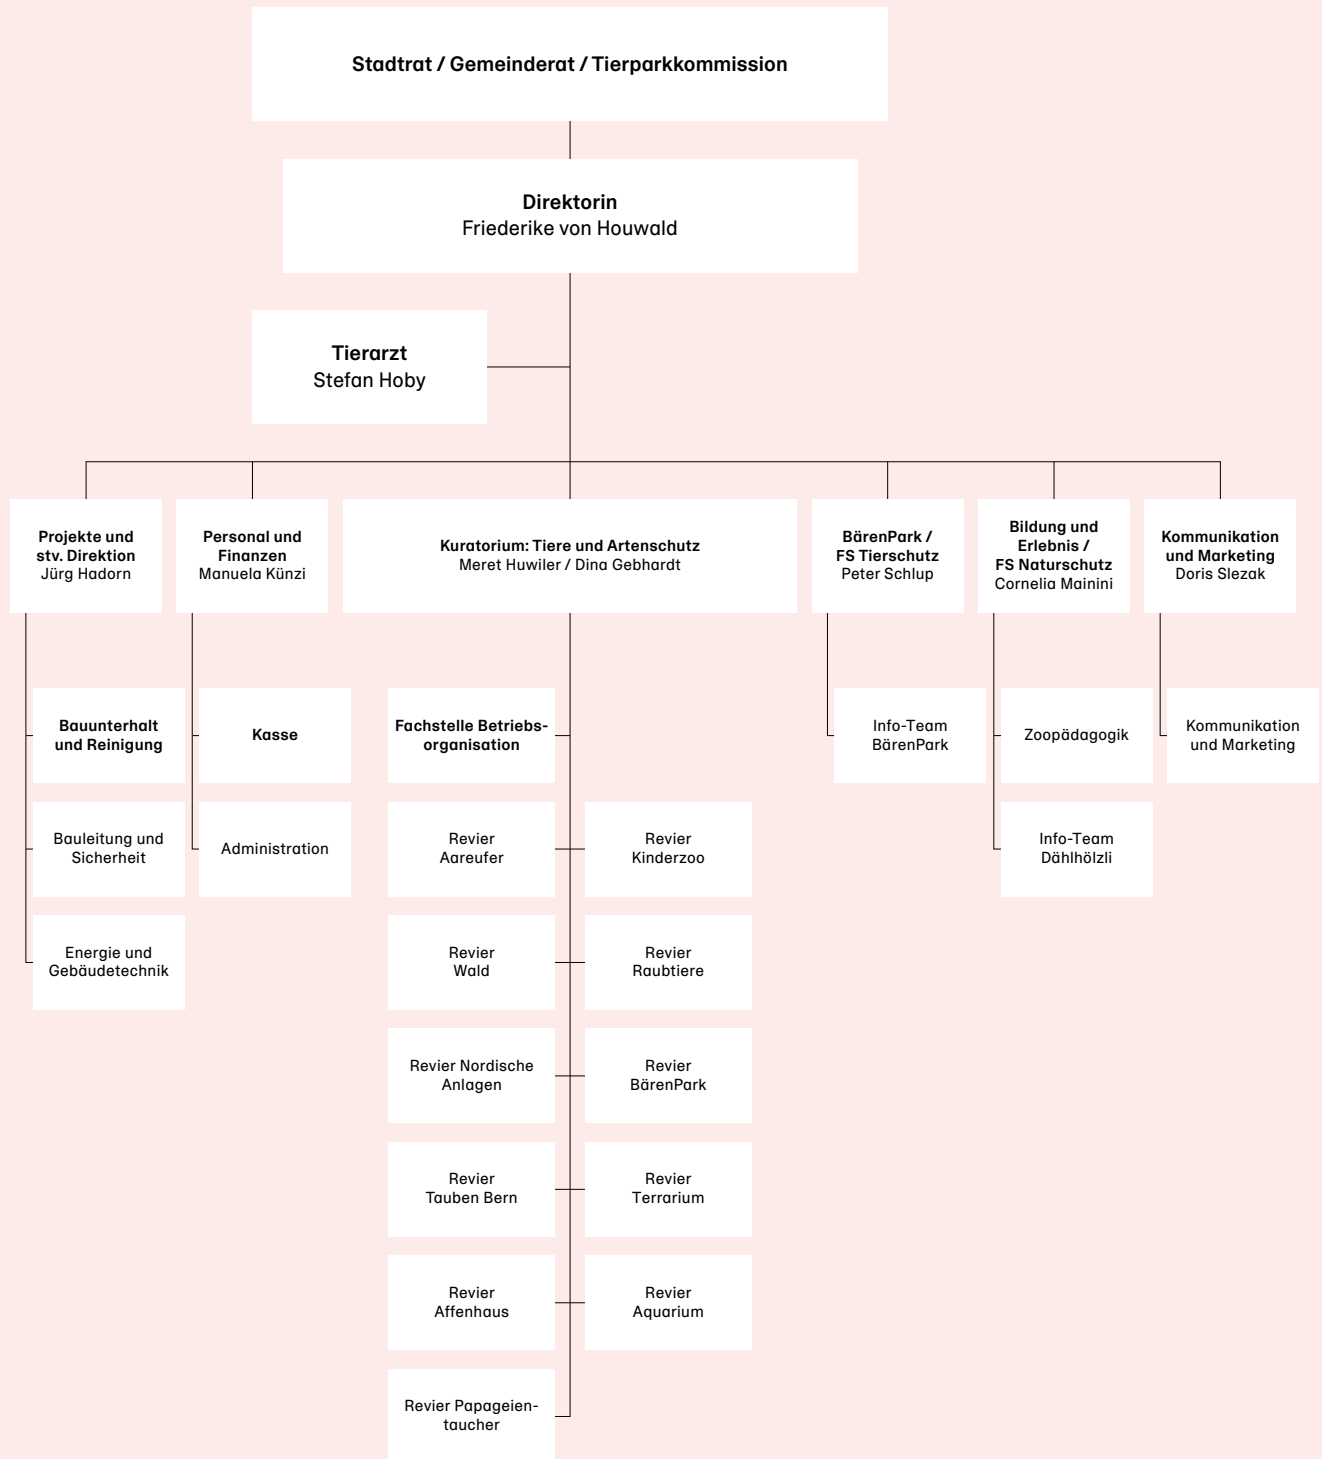 Stadtrat / Gemeinderat / Tierparkkommission
Direktorin
Friederike von Houwald
Tierarzt
Stefan Hoby
Projekte und
stv. Direktion
Jürg Hadorn
Personal und
Finanzen
Manuela Künzi
Kuratorium: Tiere und Artenschutz
Meret Huwiler / Dina Gebhardt
BärenPark /
FS Tierschutz
Peter Schlup
Bildung und
Erlebnis /
FS Naturschutz
Cornelia Mainini
Kommunikation
und Marketing
Doris Slezak
Bauunterhalt
und Reinigung
Kasse
Fachstelle Betriebs-
organisation
Info-Team
BärenPark
Zoopädagogik
Kommunikation
und Marketing
Bauleitung und
Sicherheit
Administration
Revier
Aareufer
Revier
Kinderzoo
Info-Team
Dählhölzli
Energie und
Gebäudetechnik
Revier
Wald
Revier
Raubtiere
Revier Nordische
Anlagen
Revier
BärenPark
Revier
Tauben Bern
Revier
Terrarium
Revier
Affenhaus
Revier
Aquarium
Revier Papageien-
taucher